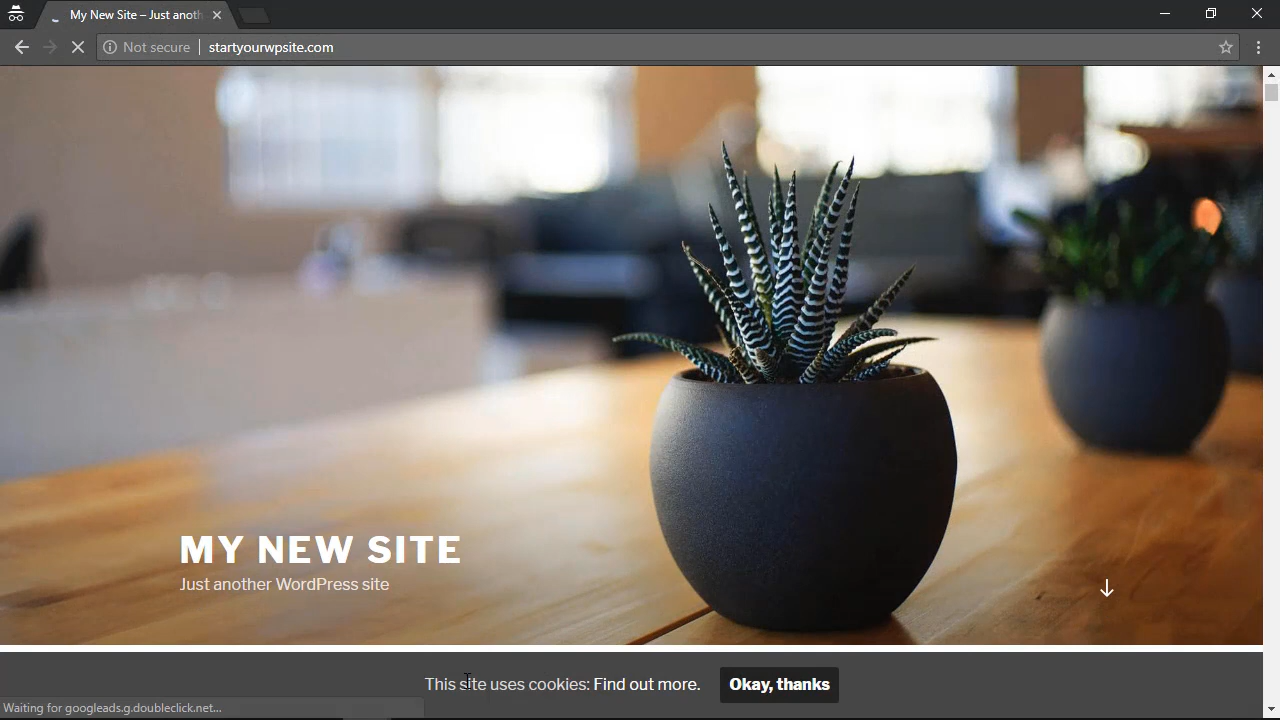 My New Site – Just anoth
Not secure
startyourwpsite.com
MY NEW SITE
Just another WordPress site
This site uses cookies: Find out more.
Okay, thanks
Waiting for googleads.g.doubleclick.net...